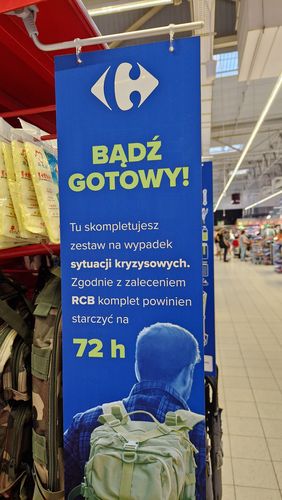 BĄDŹ
GOTOWY!
Tu skompletujesz
zestaw na wypadek
sytuacji kryzysowych.
Zgodnie z zaleceniem
RCB komplet powinien
starczyć na
72 h